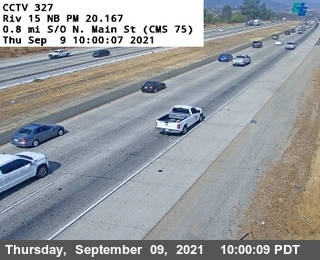 CCTV 327
Riv 15 NB PM 20.167
0.8 mi S/O N. Main St (CMS 75)
Thu Sep  9 10:00:07 2021
Thursday, September 09, 2021 10:00:09 PDT